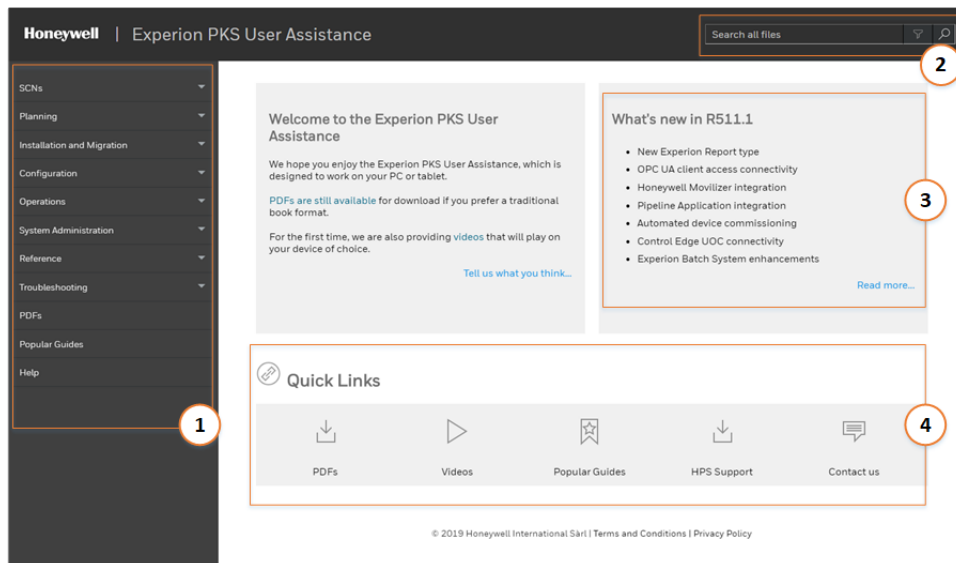 Honeywell | Experion PKS User Assistance
Search all files
2
SCNs
Planning
Installation and Migration
Configuration
Operations
System Administration
Reference
Troubleshooting
PDFs
Popular Guides
Help
1
Welcome to the Experion PKS User
Assistance
We hope you enjoy the Experion PKS User Assistance, which is
designed to work on your PC or tablet.
PDFs are still available for download if you prefer a traditional
book format.
For the first time, we are also providing videos that will play on
your device of choice.
Tell us what you think...
What's new in R511.1
• New Experion Report type
• OPC UA client access connectivity
• Honeywell Movilizer integration
• Pipeline Application integration
• Automated device commissioning
• Control Edge UOC connectivity
• Experion Batch System enhancements
Read more...
3
Quick Links
PDFs
Videos
Popular Guides
HPS Support
Contact us
4
© 2019 Honeywell International Sàrl | Terms and Conditions | Privacy Policy